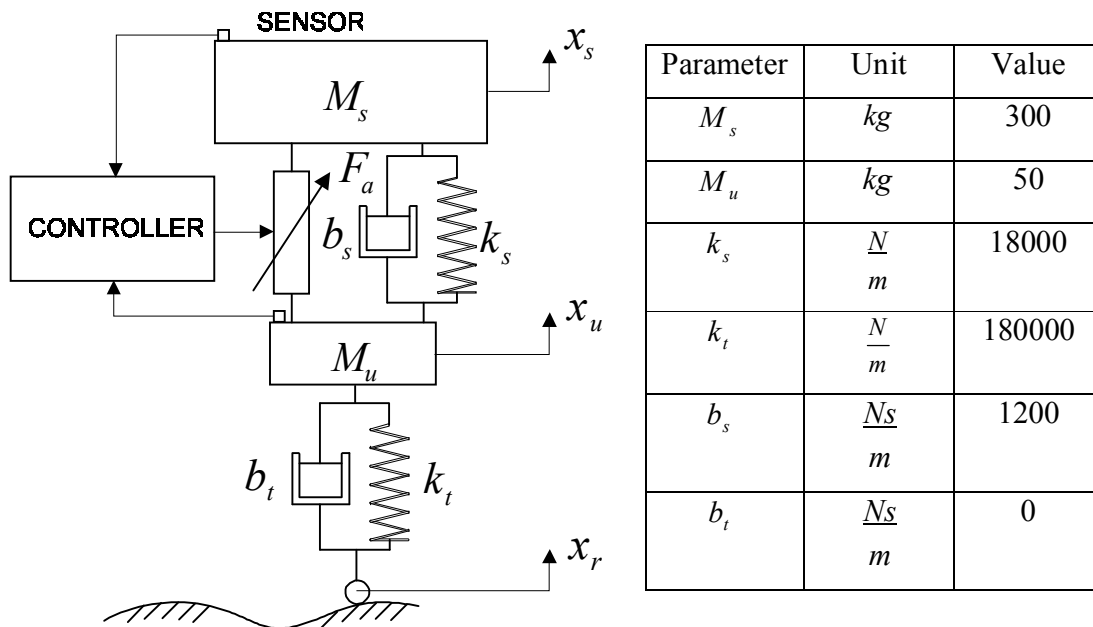 SENSOR
x_s
M_s
F_a
CONTROLLER
b_s
k_s
x_u
M_u
b_t
k_t
x_r
Parameter Unit Value
M_s kg 300
M_u kg 50
k_s N/m 18000
k_t N/m 180000
b_s Ns/m 1200
b_t Ns/m 0